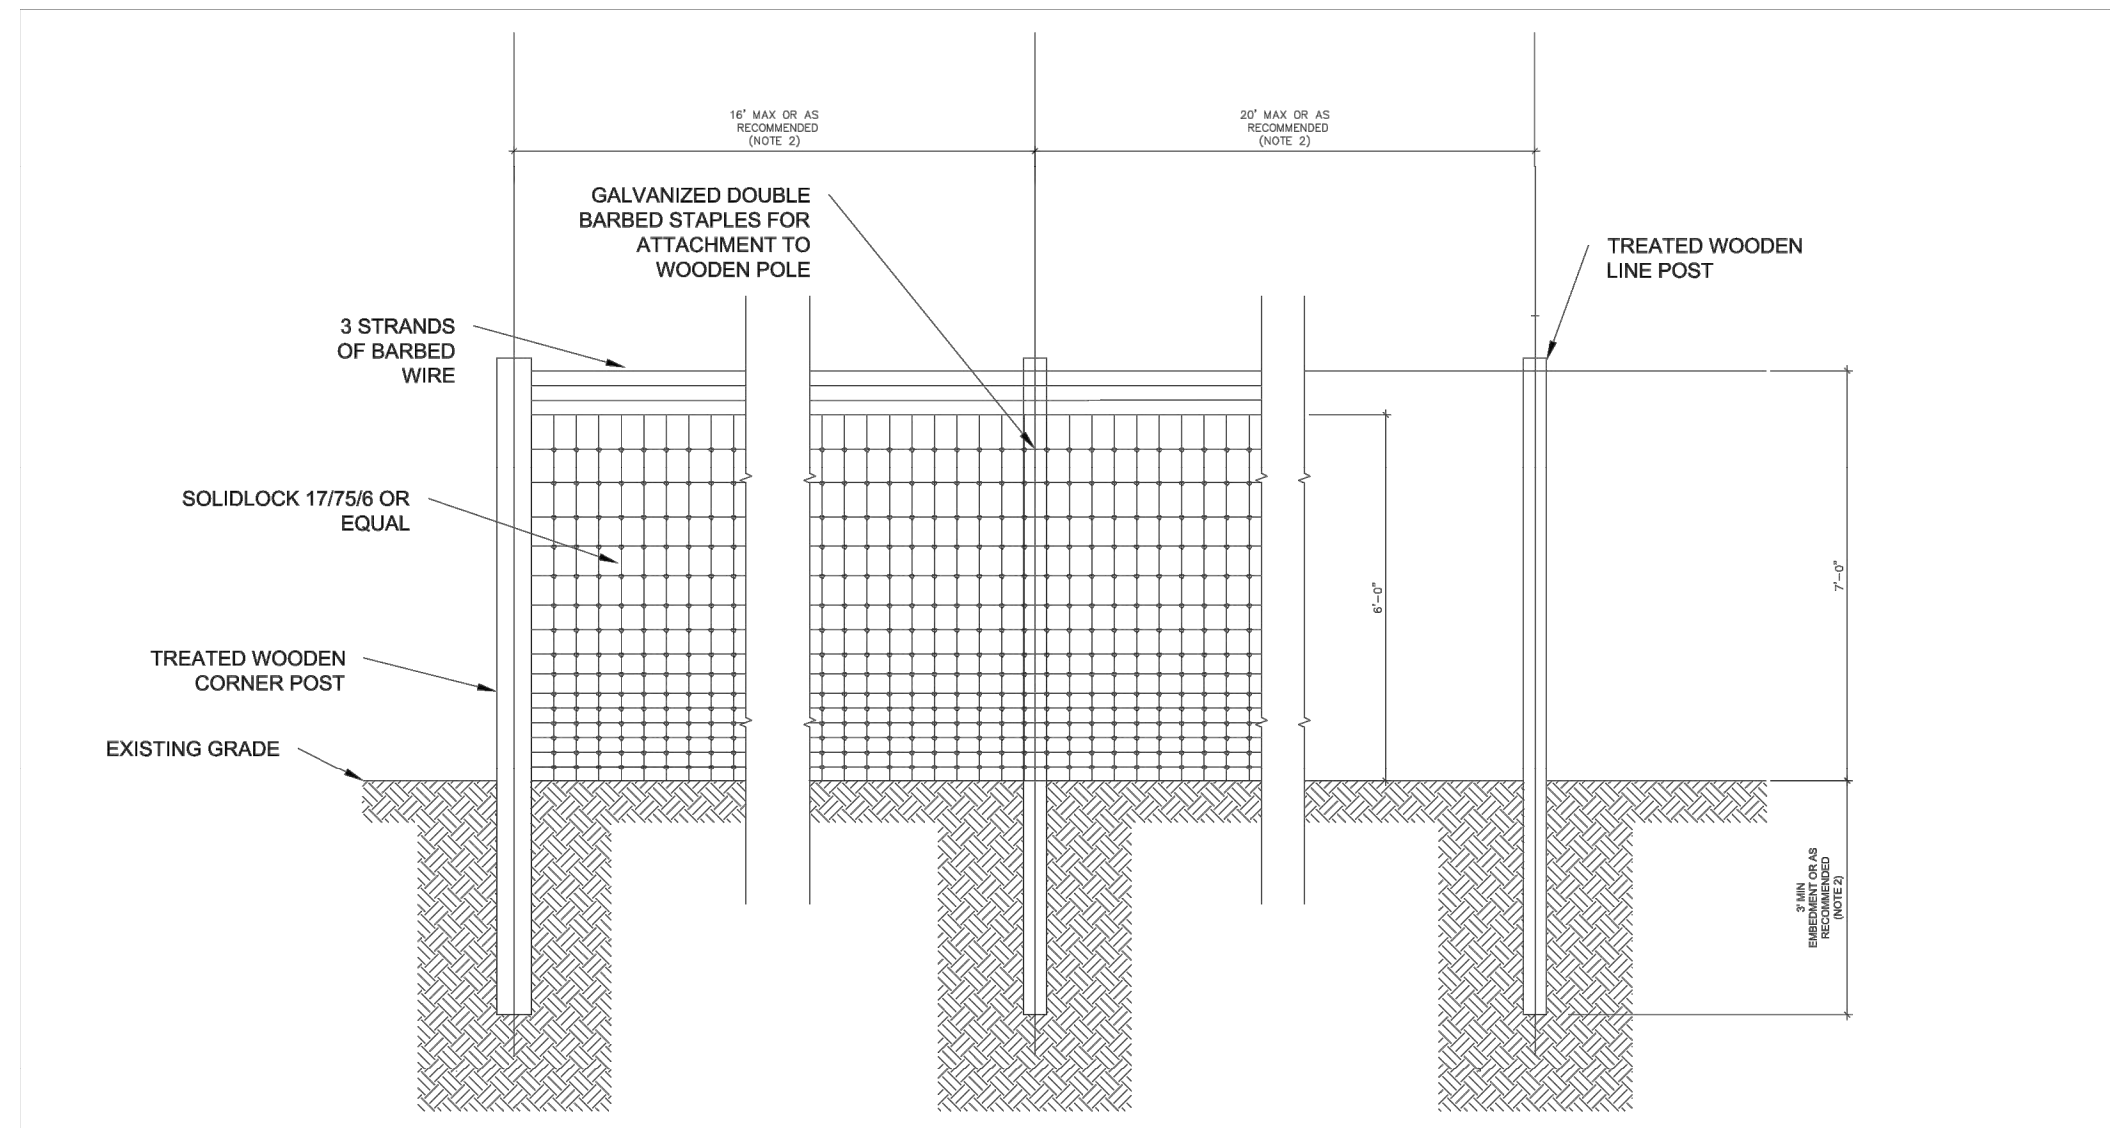 16' MAX OR AS
RECOMMENDED
(NOTE 2)
20' MAX OR AS
RECOMMENDED
(NOTE 2)
GALVANIZED DOUBLE
BARBED STAPLES FOR
ATTACHMENT TO
WOODEN POLE
TREATED WOODEN
LINE POST
3 STRANDS
OF BARBED
WIRE
SOLIDLOCK 17/75/6 OR
EQUAL
6'-0"
7'-0"
TREATED WOODEN
CORNER POST
EXISTING GRADE
3' MIN
EMBEDMENT OR AS
RECOMMENDED
(NOTE 2)